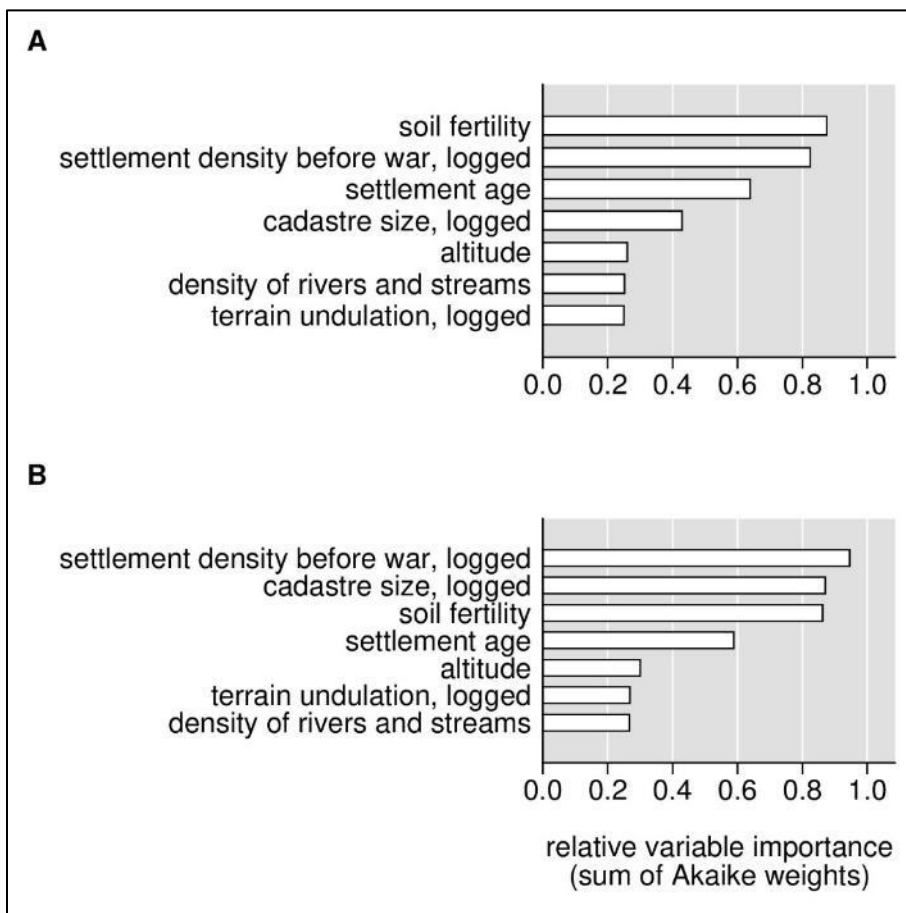 A
soil fertility
settlement density before war, logged
settlement age
cadastre size, logged
altitude
density of rivers and streams
terrain undulation, logged
0.0 0.2 0.4 0.6 0.8 1.0
B
settlement density before war, logged
cadastre size, logged
soil fertility
settlement age
altitude
terrain undulation, logged
density of rivers and streams
0.0 0.2 0.4 0.6 0.8 1.0
relative variable importance
(sum of Akaike weights)